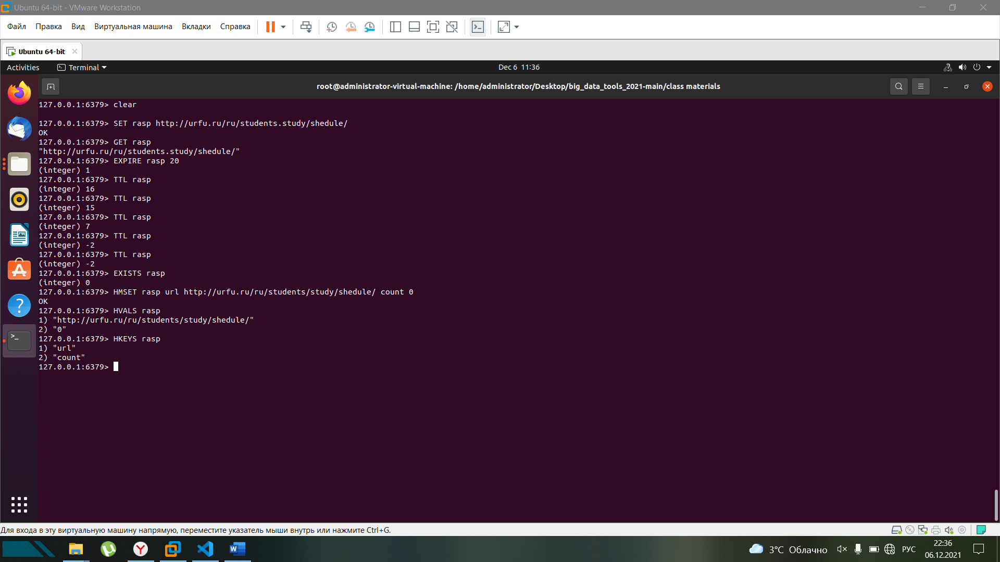 Ubuntu 64-bit - VMware Workstation
Файл Правка Вид Виртуальная машина Вкладки Справка
Ubuntu 64-bit
Activities Terminal Dec 6 11:36
root@administrator-virtual-machine: /home/administrator/Desktop/big_data_tools_2021-main/class materials
127.0.0.1:6379> clear
127.0.0.1:6379> SET rasp http://urfu.ru/ru/students.study/shedule/
OK
127.0.0.1:6379> GET rasp
"http://urfu.ru/ru/students.study/shedule/"
127.0.0.1:6379> EXPIRE rasp 20
(integer) 1
127.0.0.1:6379> TTL rasp
(integer) 16
127.0.0.1:6379> TTL rasp
(integer) 15
127.0.0.1:6379> TTL rasp
(integer) 7
127.0.0.1:6379> TTL rasp
(integer) -2
127.0.0.1:6379> TTL rasp
(integer) -2
127.0.0.1:6379> EXISTS rasp
(integer) 0
127.0.0.1:6379> HMSET rasp url http://urfu.ru/ru/students/study/shedule/ count 0
OK
127.0.0.1:6379> HVALS rasp
1) "http://urfu.ru/ru/students/study/shedule/"
2) "0"
127.0.0.1:6379> HKEYS rasp
1) "url"
2) "count"
127.0.0.1:6379>
Для входа в эту виртуальную машину напрямую, переместите указатель мыши внутрь или нажмите Ctrl+G.
3°C Облачно РУС 22:36
06.12.2021